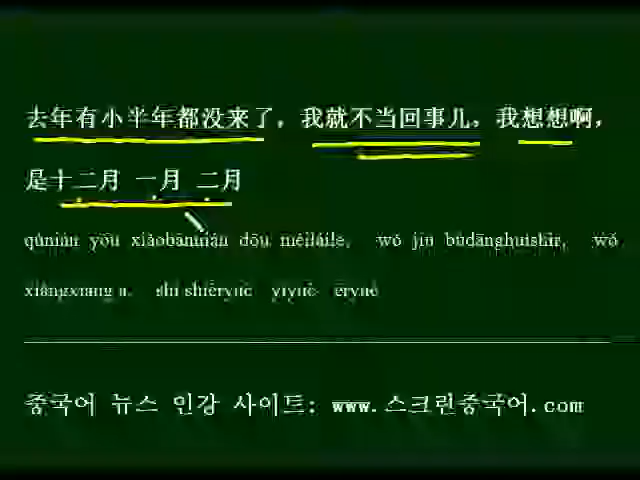 去年有小半年都没来了，我就不当回事儿，我想想啊，
是十二月 一月 二月
qùnián yǒu xiǎobànnián dōu méiláile, wǒ jiù bùdānghuíshìr, wǒ
xiǎngxiang a. shì shíèryuè yīyuè èryuè
중국어 뉴스 인강 사이트: www.스크린중국어.com